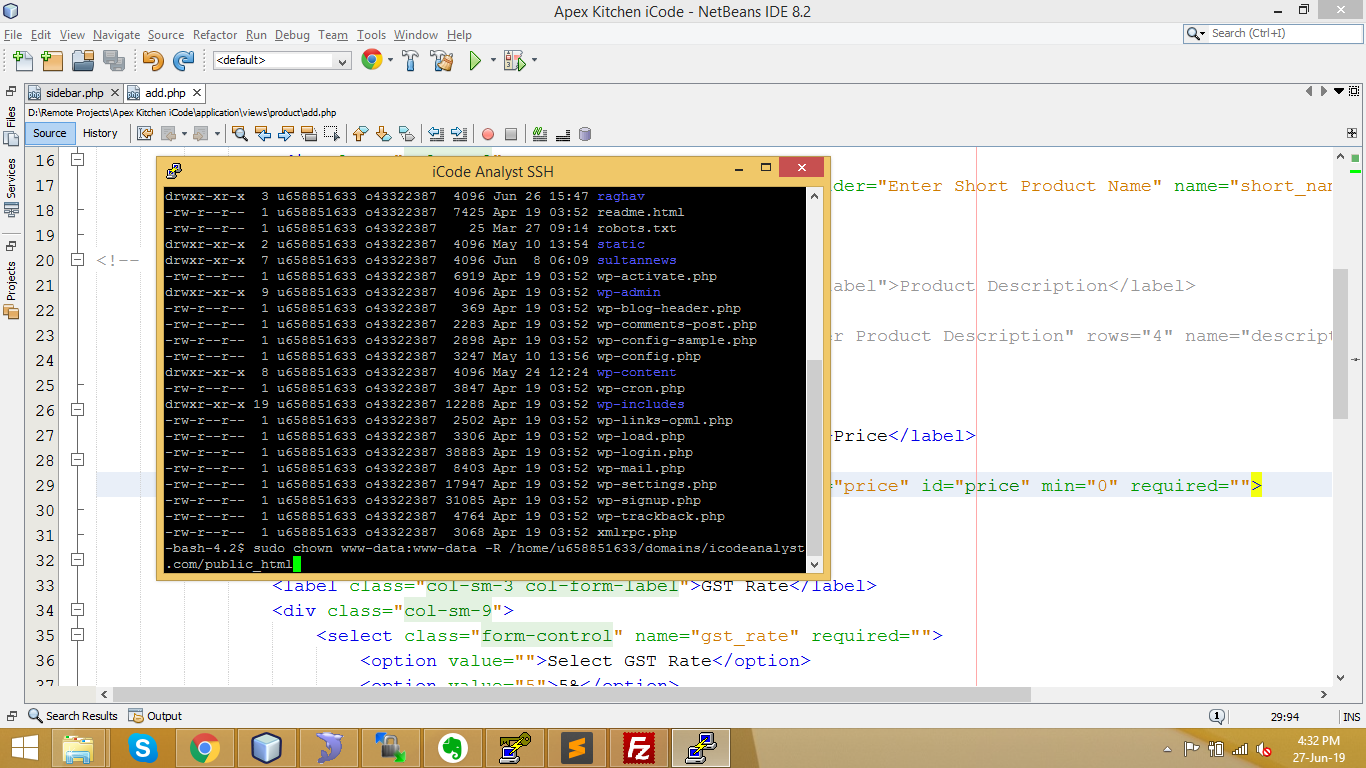 Apex Kitchen iCode - NetBeans IDE 8.2
File Edit View Navigate Source Refactor Run Debug Team Tools Window Help
Search (Ctrl+I)
<default>
sidebar.php
add.php
D:\Remote Projects\Apex Kitchen iCode\application\views\product\add.php
Source History
Files
Services
Projects
iCode Analyst SSH
drwxr-xr-x 3 u658851633 o43322387 4096 Jun 26 15:47 raghav
-rw-r--r-- 1 u658851633 o43322387 7425 Apr 19 03:52 readme.html
-rw-r--r-- 1 u658851633 o43322387 25 Mar 27 09:14 robots.txt
drwxr-xr-x 2 u658851633 o43322387 4096 May 10 13:54 static
drwxr-xr-x 7 u658851633 o43322387 4096 Jun 8 06:09 sultannews
-rw-r--r-- 1 u658851633 o43322387 6919 Apr 19 03:52 wp-activate.php
drwxr-xr-x 9 u658851633 o43322387 4096 Apr 19 03:52 wp-admin
-rw-r--r-- 1 u658851633 o43322387 369 Apr 19 03:52 wp-blog-header.php
-rw-r--r-- 1 u658851633 o43322387 2283 Apr 19 03:52 wp-comments-post.php
-rw-r--r-- 1 u658851633 o43322387 2898 Apr 19 03:52 wp-config-sample.php
-rw-r--r-- 1 u658851633 o43322387 3247 May 10 13:56 wp-config.php
drwxr-xr-x 8 u658851633 o43322387 4096 May 24 12:24 wp-content
-rw-r--r-- 1 u658851633 o43322387 3847 Apr 19 03:52 wp-cron.php
drwxr-xr-x 19 u658851633 o43322387 12288 Apr 19 03:52 wp-includes
-rw-r--r-- 1 u658851633 o43322387 2502 Apr 19 03:52 wp-links-opml.php
-rw-r--r-- 1 u658851633 o43322387 3306 Apr 19 03:52 wp-load.php
-rw-r--r-- 1 u658851633 o43322387 38883 Apr 19 03:52 wp-login.php
-rw-r--r-- 1 u658851633 o43322387 8403 Apr 19 03:52 wp-mail.php
-rw-r--r-- 1 u658851633 o43322387 17947 Apr 19 03:52 wp-settings.php
-rw-r--r-- 1 u658851633 o43322387 31085 Apr 19 03:52 wp-signup.php
-rw-r--r-- 1 u658851633 o43322387 4764 Apr 19 03:52 wp-trackback.php
-rw-r--r-- 1 u658851633 o43322387 3068 Apr 19 03:52 xmlrpc.php
-bash-4.2$ sudo chown www-data:www-data -R /home/u658851633/domains/icodeanalyst
.com/public_html
16
17 der="Enter Short Product Name" name="short_nam
18
19
20 <!--
21 abel">Product Description</label>
22
23 r Product Description" rows="4" name="descript
24
25
26
27 Price</label>
28
29 ="price" id="price" min="0" required="">
30
31
32
33 <label class="col-sm-3 col-form-label">GST Rate</label>
34 <div class="col-sm-9">
35 <select class="form-control" name="gst_rate" required="">
36 <option value="">Select GST Rate</option>
37 <option value="5">5%</option>
Search Results Output
1
29:94
INS
4:32 PM
27-Jun-19